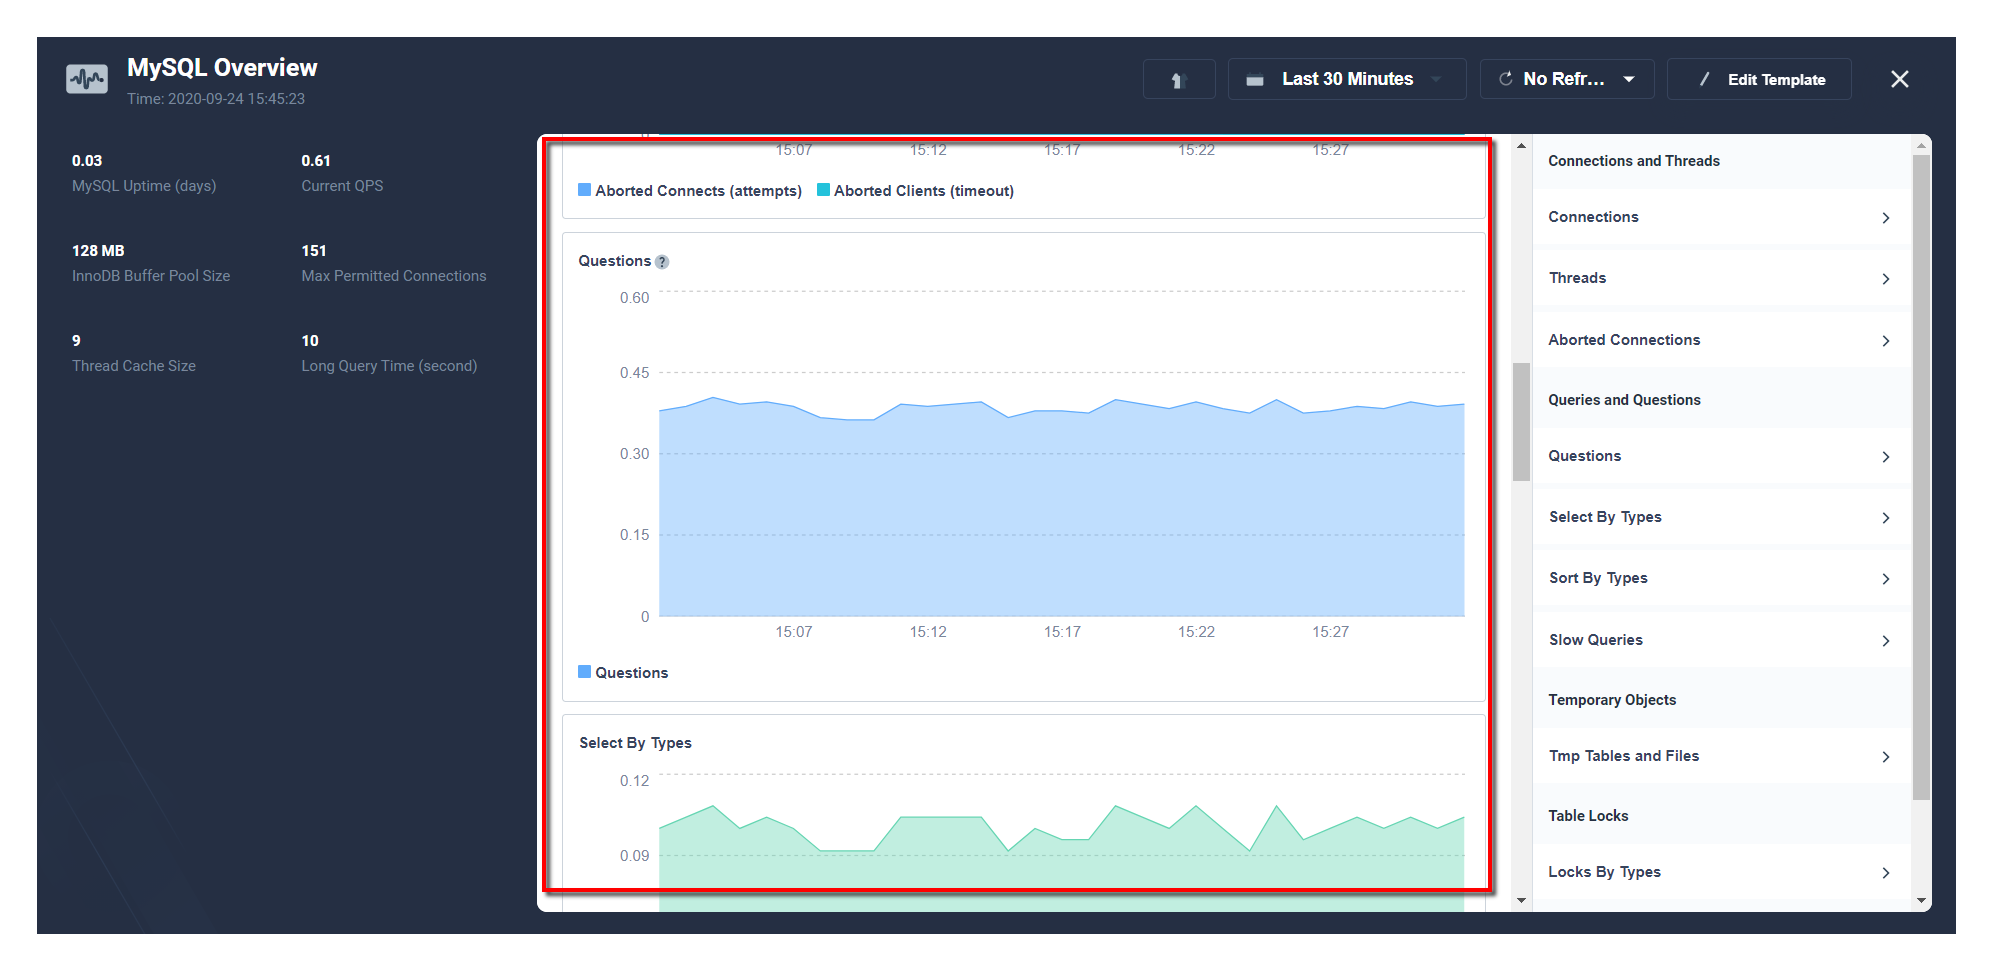 MySQL Overview
Time: 2020-09-24 15:45:23
Last 30 Minutes
No Refr...
Edit Template
0.03
MySQL Uptime (days)
0.61
Current QPS
128 MB
InnoDB Buffer Pool Size
151
Max Permitted Connections
9
Thread Cache Size
10
Long Query Time (second)
15:07 15:12 15:17 15:22 15:27
Aborted Connects (attempts) Aborted Clients (timeout)
Questions ?
0.60
0.45
0.30
0.15
0
15:07 15:12 15:17 15:22 15:27
Questions
Select By Types
0.12
0.09
Connections and Threads
Connections
Threads
Aborted Connections
Queries and Questions
Questions
Select By Types
Sort By Types
Slow Queries
Temporary Objects
Tmp Tables and Files
Table Locks
Locks By Types